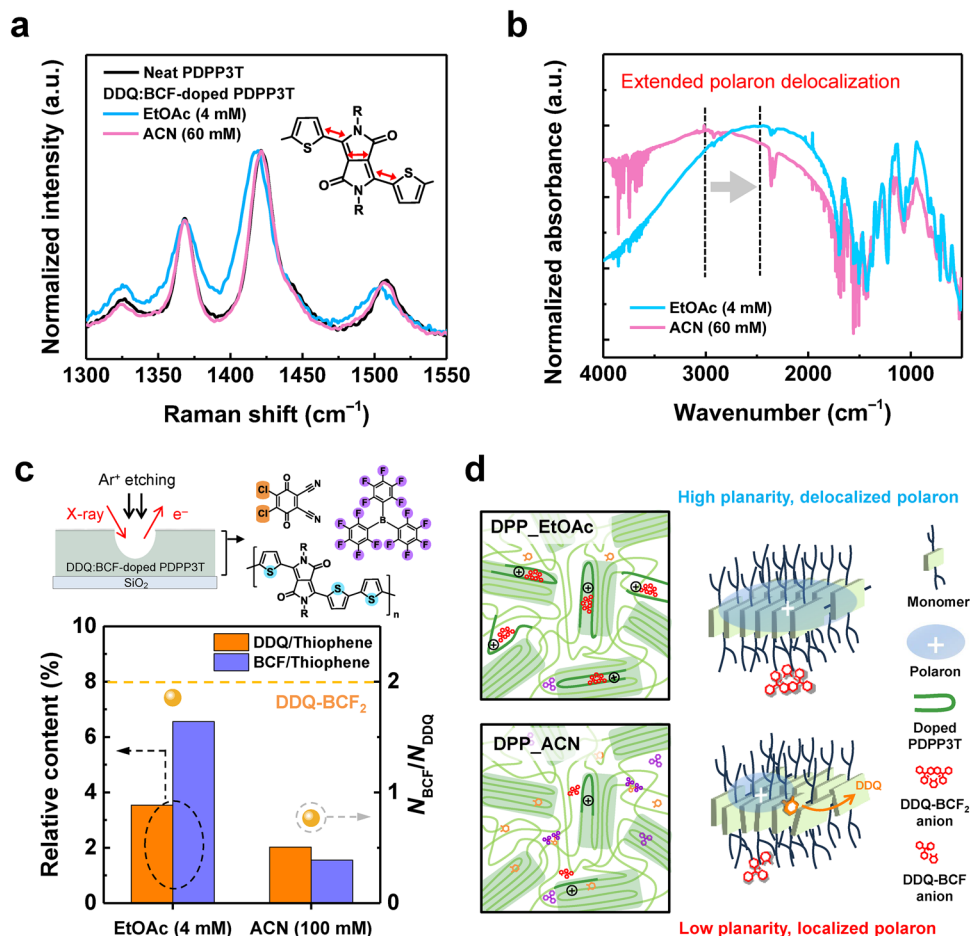 a
Neat PDPP3T
DDQ:BCF-doped PDPP3T
EtOAc (4 mM)
ACN (60 mM)
R
N
O
S
S
O
N
R
Normalized intensity (a.u.)
1300 1350 1400 1450 1500 1550
Raman shift (cm⁻¹)
b
Extended polaron delocalization
EtOAc (4 mM)
ACN (60 mM)
Normalized absorbance (a.u.)
4000 3000 2000 1000
Wavenumber (cm⁻¹)
c
Ar⁺ etching
X-ray
e⁻
DDQ:BCF-doped PDPP3T
SiO₂
O
Cl
N
Cl
N
O
F F F F F
F F F F F
F F F F F
B
R
N
O
S
S
S
O
N
R
n
DDQ/Thiophene
BCF/Thiophene
DDQ-BCF₂
Relative content (%)
10
8
6
4
2
0
2
1
0
N_BCF/N_DDQ
EtOAc (4 mM) ACN (100 mM)
d
High planarity, delocalized polaron
DPP_EtOAc
+
+
+
+
+
+
Monomer
+
Polaron
Doped
PDPP3T
DDQ-BCF₂
anion
DDQ-BCF
anion
DPP_ACN
+
+
+
DDQ
Low planarity, localized polaron